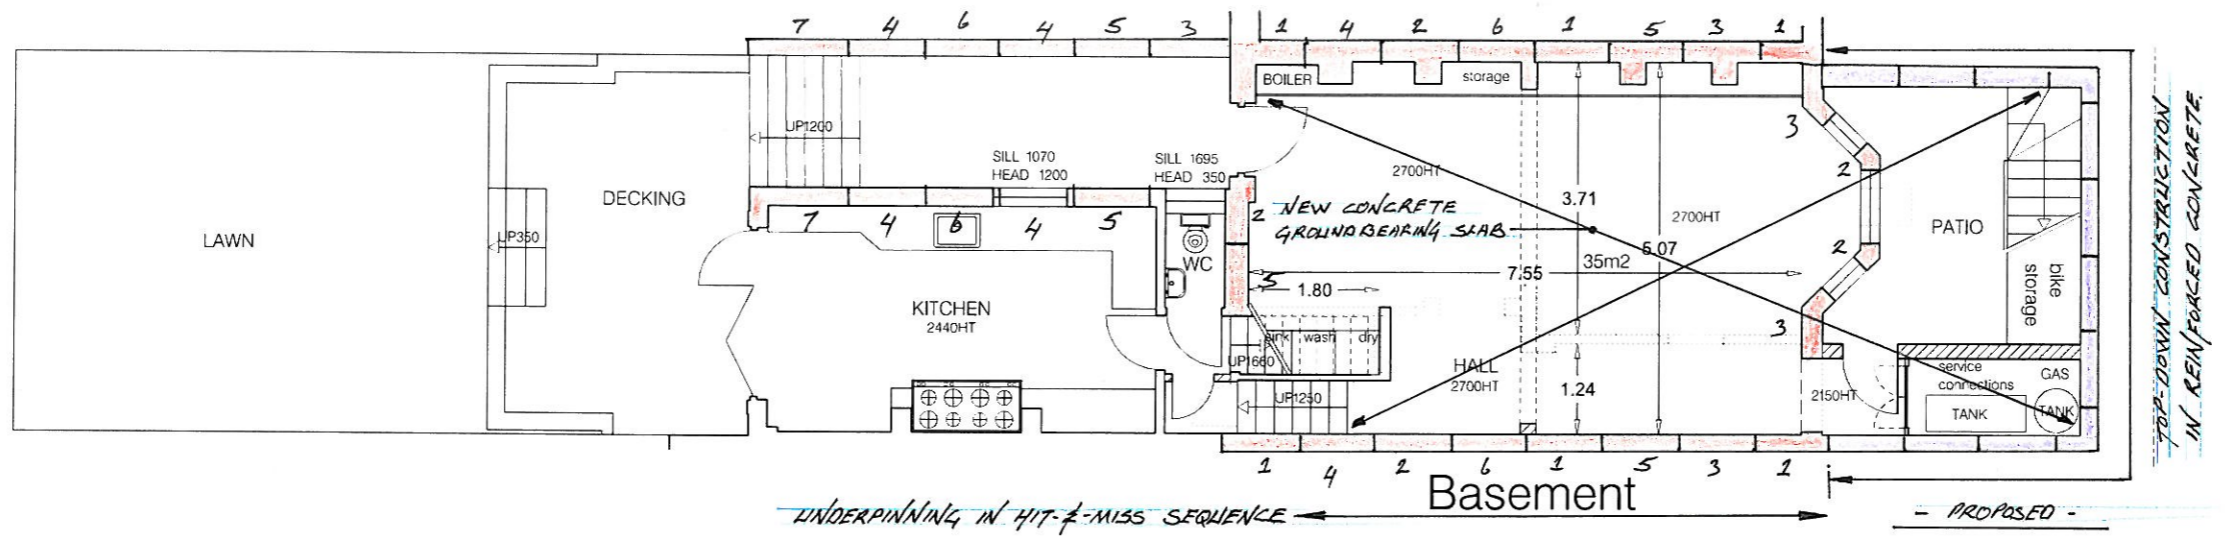 7 4 6 4 5 3 1 4 2 6 1 5 3 1
BOILER
storage
UP1200
SILL 1070
HEAD 1200
SILL 1695
HEAD 350
2700HT
3
2
DECKING
3.71
2700HT
7 4 6 4 5
2
NEW CONCRETE
GROUNDBEARING SLAB
PATIO
LAWN
UP350
WC
5.07
35m2
7.55
2
5
1.80
bike
storage
KITCHEN
2440HT
3
sink wash dry
UP1660
HALL
2700HT
1.24
UP1250
2150HT
service
connections
GAS
TANK
TANK
1 4 2 6 1 5 3 1
Basement
UNDERPINNING IN HIT-&-MISS SEQUENCE
- PROPOSED -
TOP-DOWN CONSTRUCTION
IN REINFORCED CONCRETE.